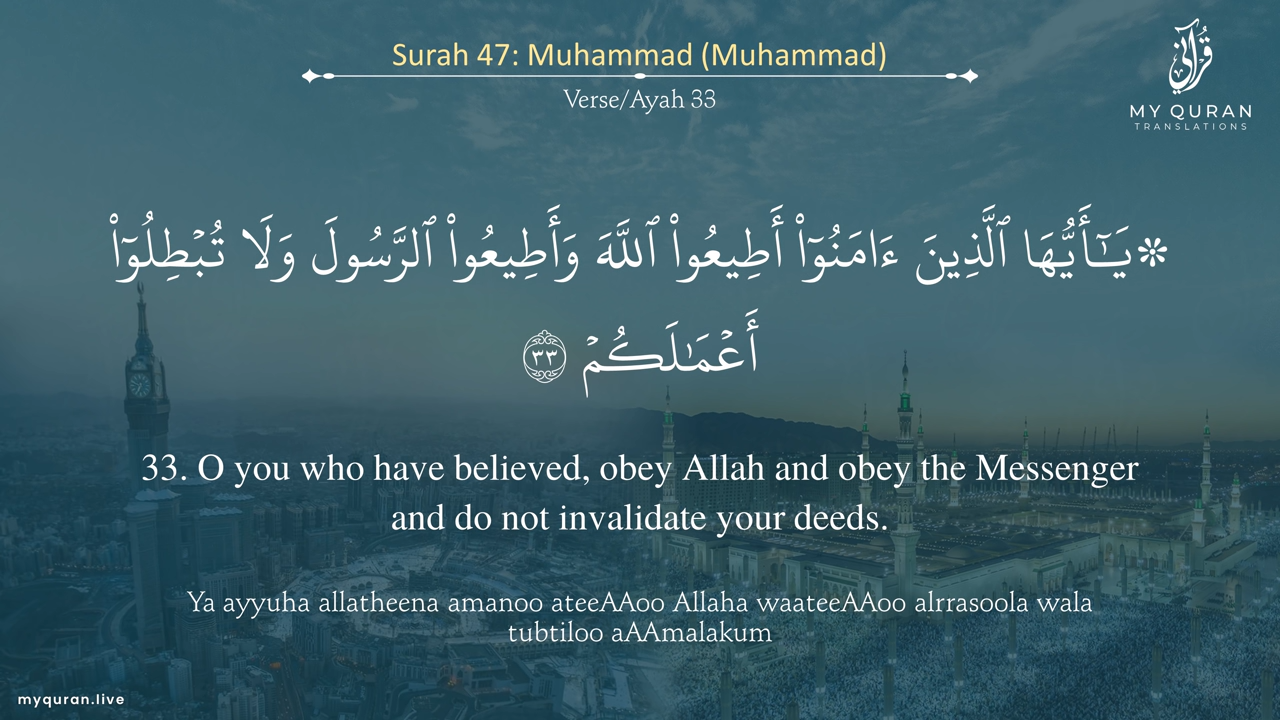 Surah 47: Muhammad (Muhammad)
Verse/Ayah 33
قرآني
MY QURAN
TRANSLATIONS
۞يَـٰٓأَيُّهَا ٱلَّذِينَ ءَامَنُوٓا۟ أَطِيعُوا۟ ٱللَّهَ وَأَطِيعُوا۟ ٱلرَّسُولَ وَلَا تُبْطِلُوٓا۟
أَعْمَـٰلَكُمْ ٣٣
33. O you who have believed, obey Allah and obey the Messenger
and do not invalidate your deeds.
Ya ayyuha allatheena amanoo ateeAAoo Allaha waateeAAoo alrrasoola wala
tubtiloo aAAmalakum
myquran.live